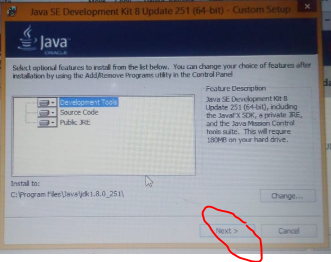 Java SE Development Kit 8 Update 251 (64-bit) - Custom Setup
Java
ORACLE
Select optional features to install from the list below. You can change your choice of features after
installation by using the Add/Remove Programs utility in the Control Panel
Development Tools
Source Code
Public JRE
Feature Description
Java SE Development Kit 8
Update 251 (64-bit), including
the JavaFX SDK, a private JRE,
and the Java Mission Control
tools suite. This will require
180MB on your hard drive.
Install to:
C:\Program Files\Java\jdk1.8.0_251\
Change...
Next >
Cancel